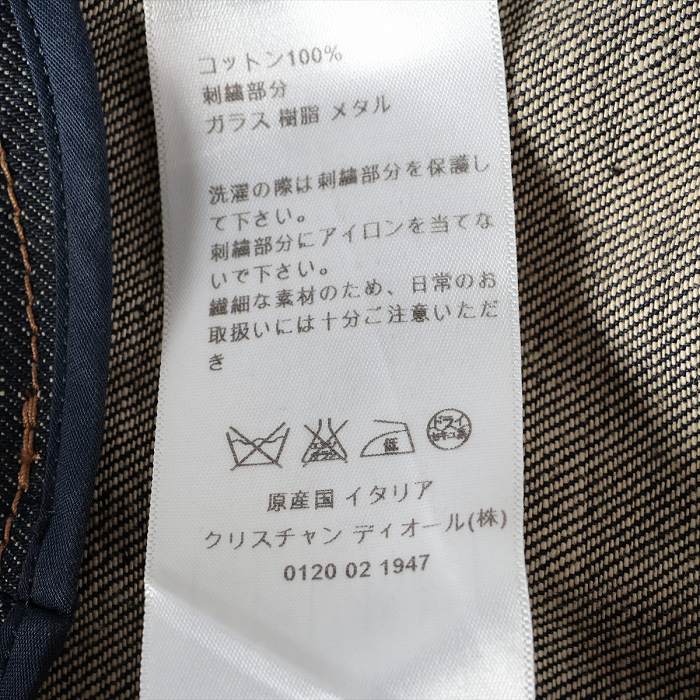 コットン100%
刺繍部分
ガラス 樹脂 メタル
洗濯の際は刺繍部分を保護し
て下さい。
刺繍部分にアイロンを当てな
いで下さい。
繊細な素材のため、日常のお
取扱いには十分ご注意いただ
き
低
ドライ
セキユ系
原産国 イタリア
クリスチャン ディオール(株)
0120 02 1947